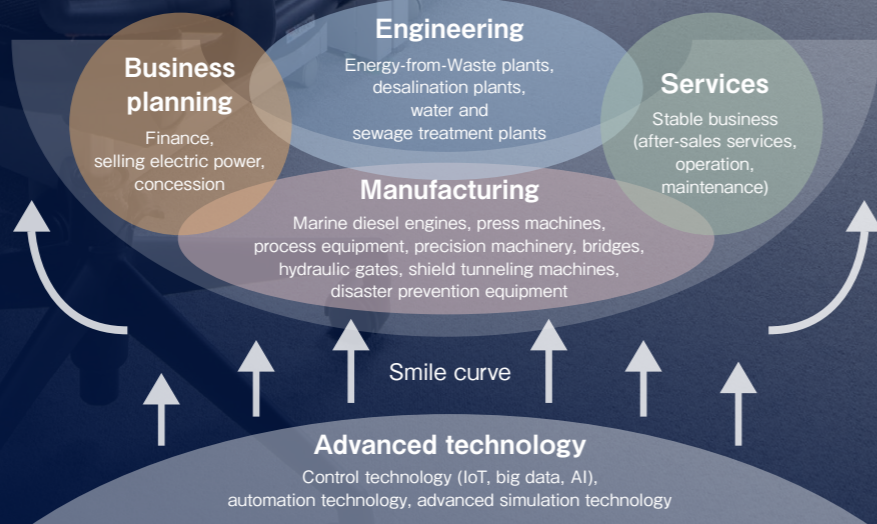 Engineering
Energy-from-Waste plants,
desalination plants,
water and
sewage treatment plants
Business
planning
Finance,
selling electric power,
concession
Services
Stable business
(after-sales services,
operation,
maintenance)
Manufacturing
Marine diesel engines, press machines,
process equipment, precision machinery, bridges,
hydraulic gates, shield tunneling machines,
disaster prevention equipment
Smile curve
Advanced technology
Control technology (IoT, big data, AI),
automation technology, advanced simulation technology